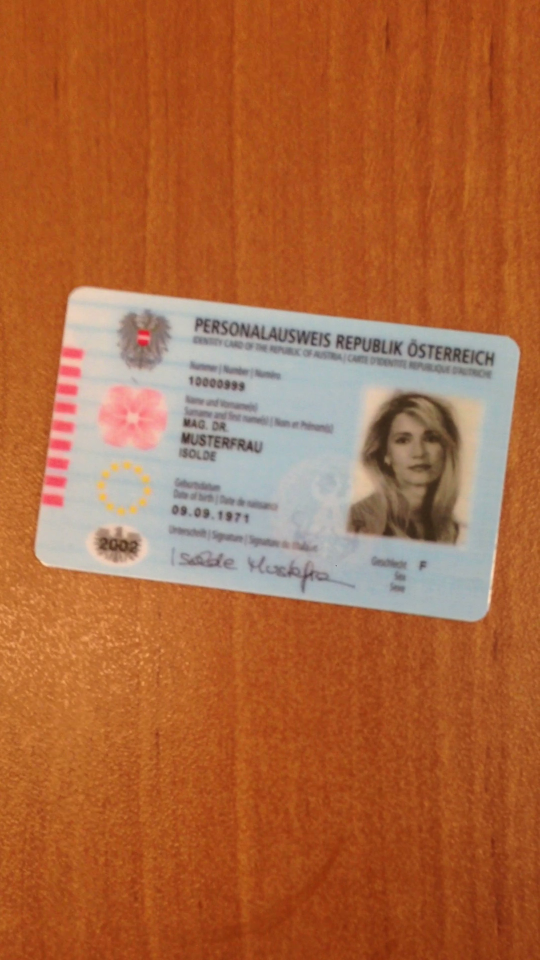 PERSONALAUSWEIS REPUBLIK ÖSTERREICH
IDENTITY CARD OF THE REPUBLIC OF AUSTRIA | CARTE D'IDENTITÉ RÉPUBLIQUE D'AUTRICHE
Nummer | Number | Numéro
10000999
Name und Vorname(n)
Surname and first name(s) | Nom et Prénom(s)
MAG. DR.
MUSTERFRAU
ISOLDE
Geburtsdatum
Date of birth | Date de naissance
09.09.1971
Unterschrift | Signature | Signature du titulaire
Isolde Musterfrau
Geschlecht F
Sex
Sexe
2002